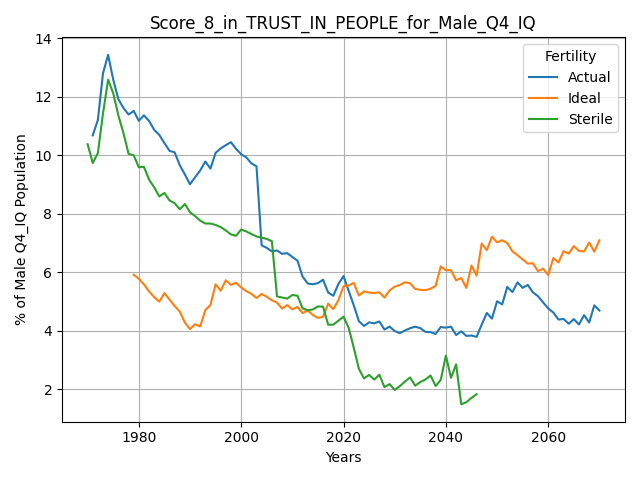 Score_8_in_TRUST_IN_PEOPLE_for_Male_Q4_IQ
Fertility
Actual
Ideal
Sterile
% of Male Q4_IQ Population
14
12
10
8
6
4
2
1980
2000
2020
2040
2060
Years